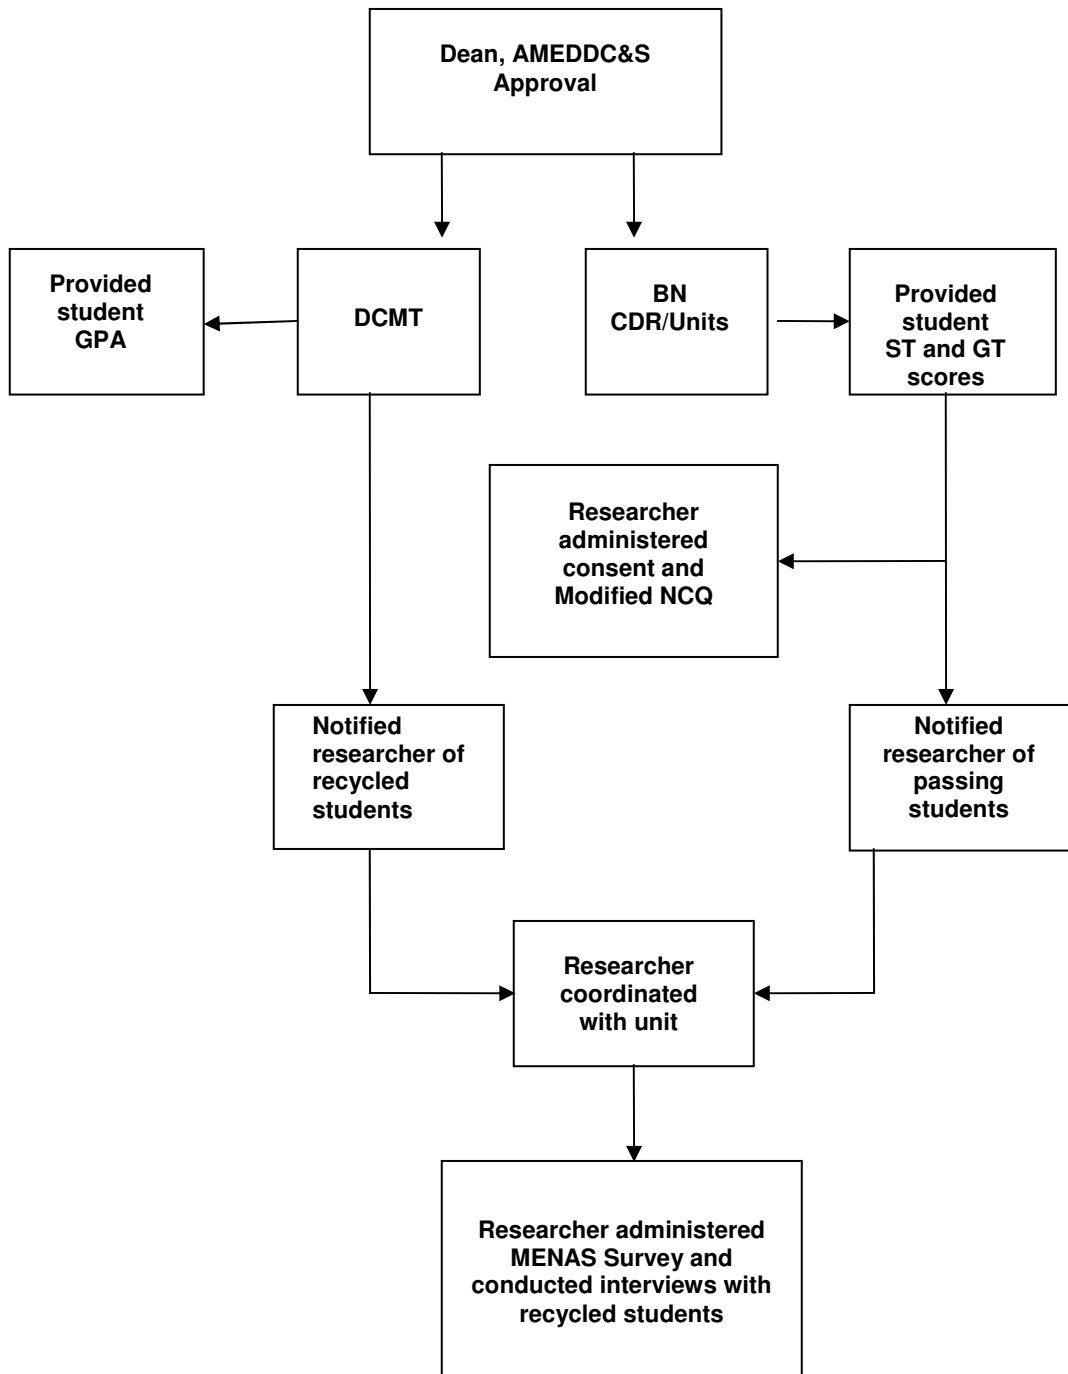 Dean, AMEDDC&S
Approval
Provided
student
GPA
DCMT
BN
CDR/Units
Provided
student
ST and GT
scores
Researcher
administered
consent and
Modified NCQ
Notified
researcher of
recycled
students
Notified
researcher of
passing
students
Researcher
coordinated
with unit
Researcher administered
MENAS Survey and
conducted interviews with
recycled students